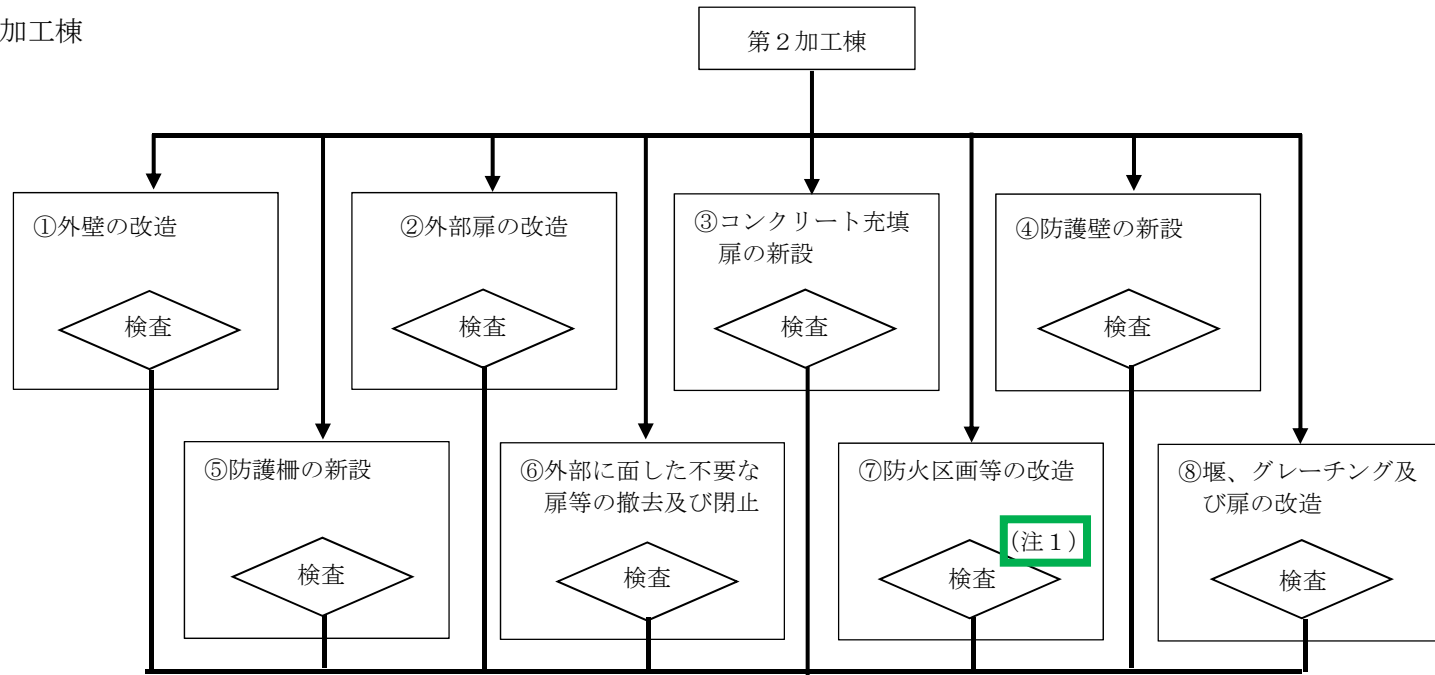 加工棟
第２加工棟
①外壁の改造
検査
②外部扉の改造
検査
③コンクリート充填
扉の新設
検査
④防護壁の新設
検査
⑤防護柵の新設
検査
⑥外部に面した不要な
扉等の撤去及び閉止
検査
⑦防火区画等の改造
(注１)
検査
⑧堰、グレーチング及
び扉の改造
検査